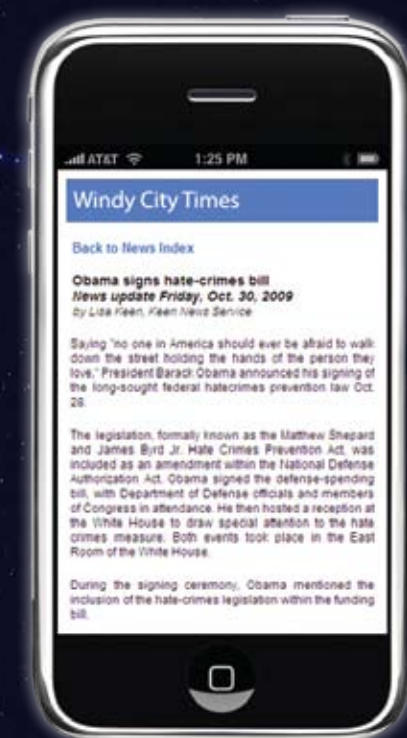 AT&T 1:25 PM
Windy City Times
Back to News Index
Obama signs hate-crimes bill
News update Friday, Oct. 30, 2009
by Lisa Keen, Keen News Service
Saying "no one in America should ever be afraid to walk
down the street holding the hands of the person they
love," President Barack Obama announced his signing of
the long-sought federal hatecrimes prevention law Oct.
28.
The legislation, formally known as the Matthew Shepard
and James Byrd Jr. Hate Crimes Prevention Act, was
included as an amendment within the National Defense
Authorization Act. Obama signed the defense-spending
bill, with Department of Defense officials and members
of Congress in attendance. He then hosted a reception at
the White House to draw special attention to the hate
crimes measure. Both events took place in the East
Room of the White House.
During the signing ceremony, Obama mentioned the
inclusion of the hate-crimes legislation within the funding
bill,